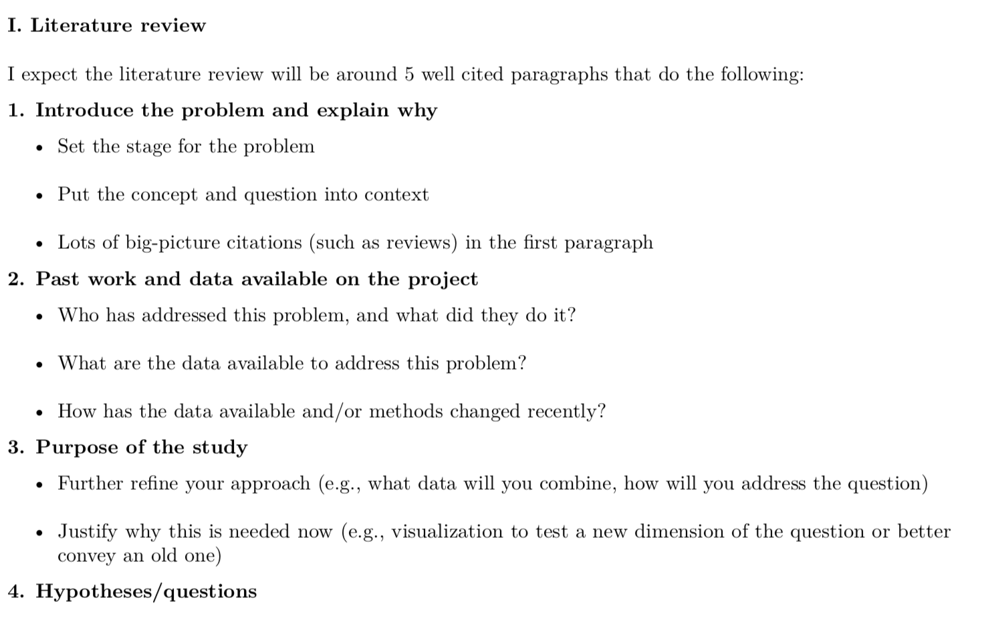 I. Literature review
I expect the literature review will be around 5 well cited paragraphs that do the following:
1. Introduce the problem and explain why
• Set the stage for the problem
• Put the concept and question into context
• Lots of big-picture citations (such as reviews) in the first paragraph
2. Past work and data available on the project
• Who has addressed this problem, and what did they do it?
• What are the data available to address this problem?
• How has the data available and/or methods changed recently?
3. Purpose of the study
• Further refine your approach (e.g., what data will you combine, how will you address the question)
• Justify why this is needed now (e.g., visualization to test a new dimension of the question or better
convey an old one)
4. Hypotheses/questions